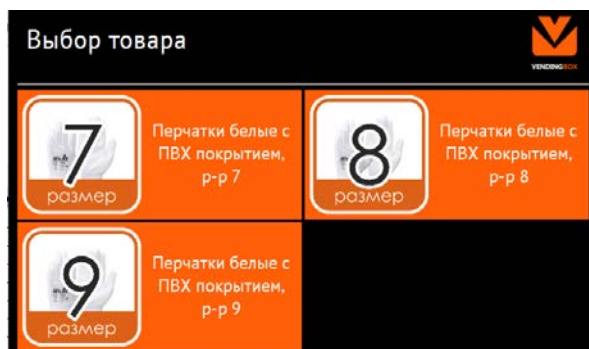 Выбор товара
VENDINGBOX
7
размер
Перчатки белые с
ПВХ покрытием,
р-р 7
8
размер
Перчатки белые с
ПВХ покрытием,
р-р 8
9
размер
Перчатки белые с
ПВХ покрытием,
р-р 9